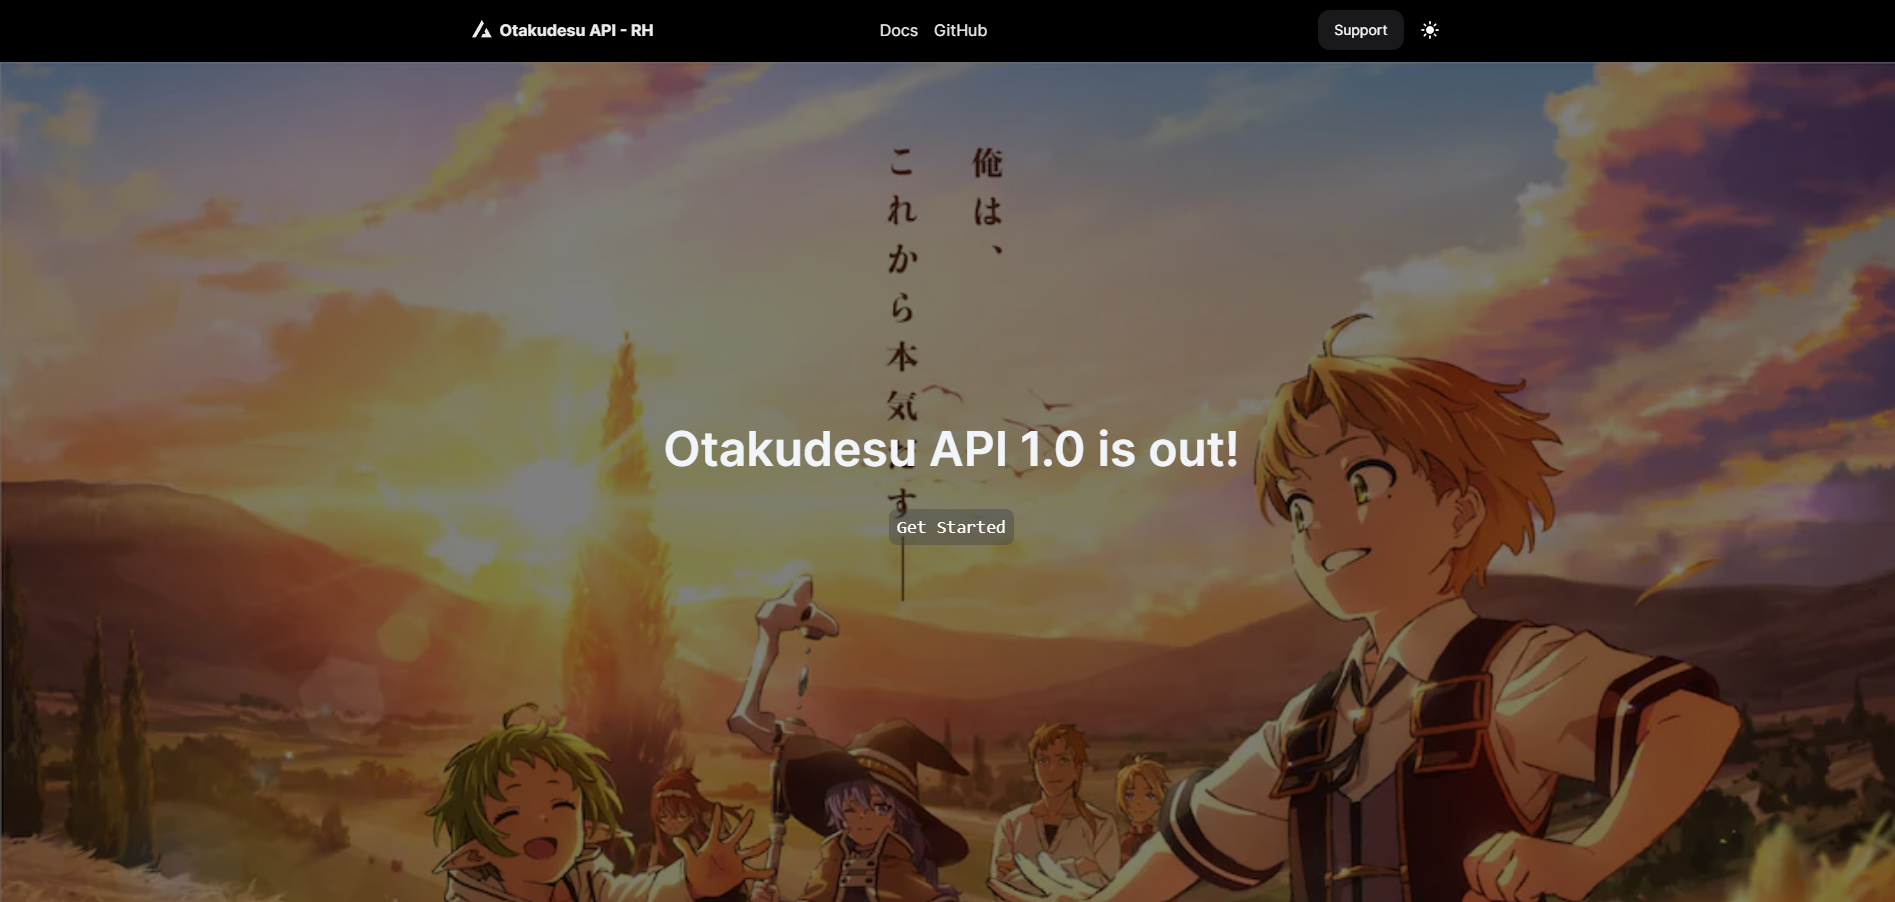 Otakudesu API - RH
Docs
GitHub
Support
俺は、
これから本気だす
Otakudesu API 1.0 is out!
Get Started